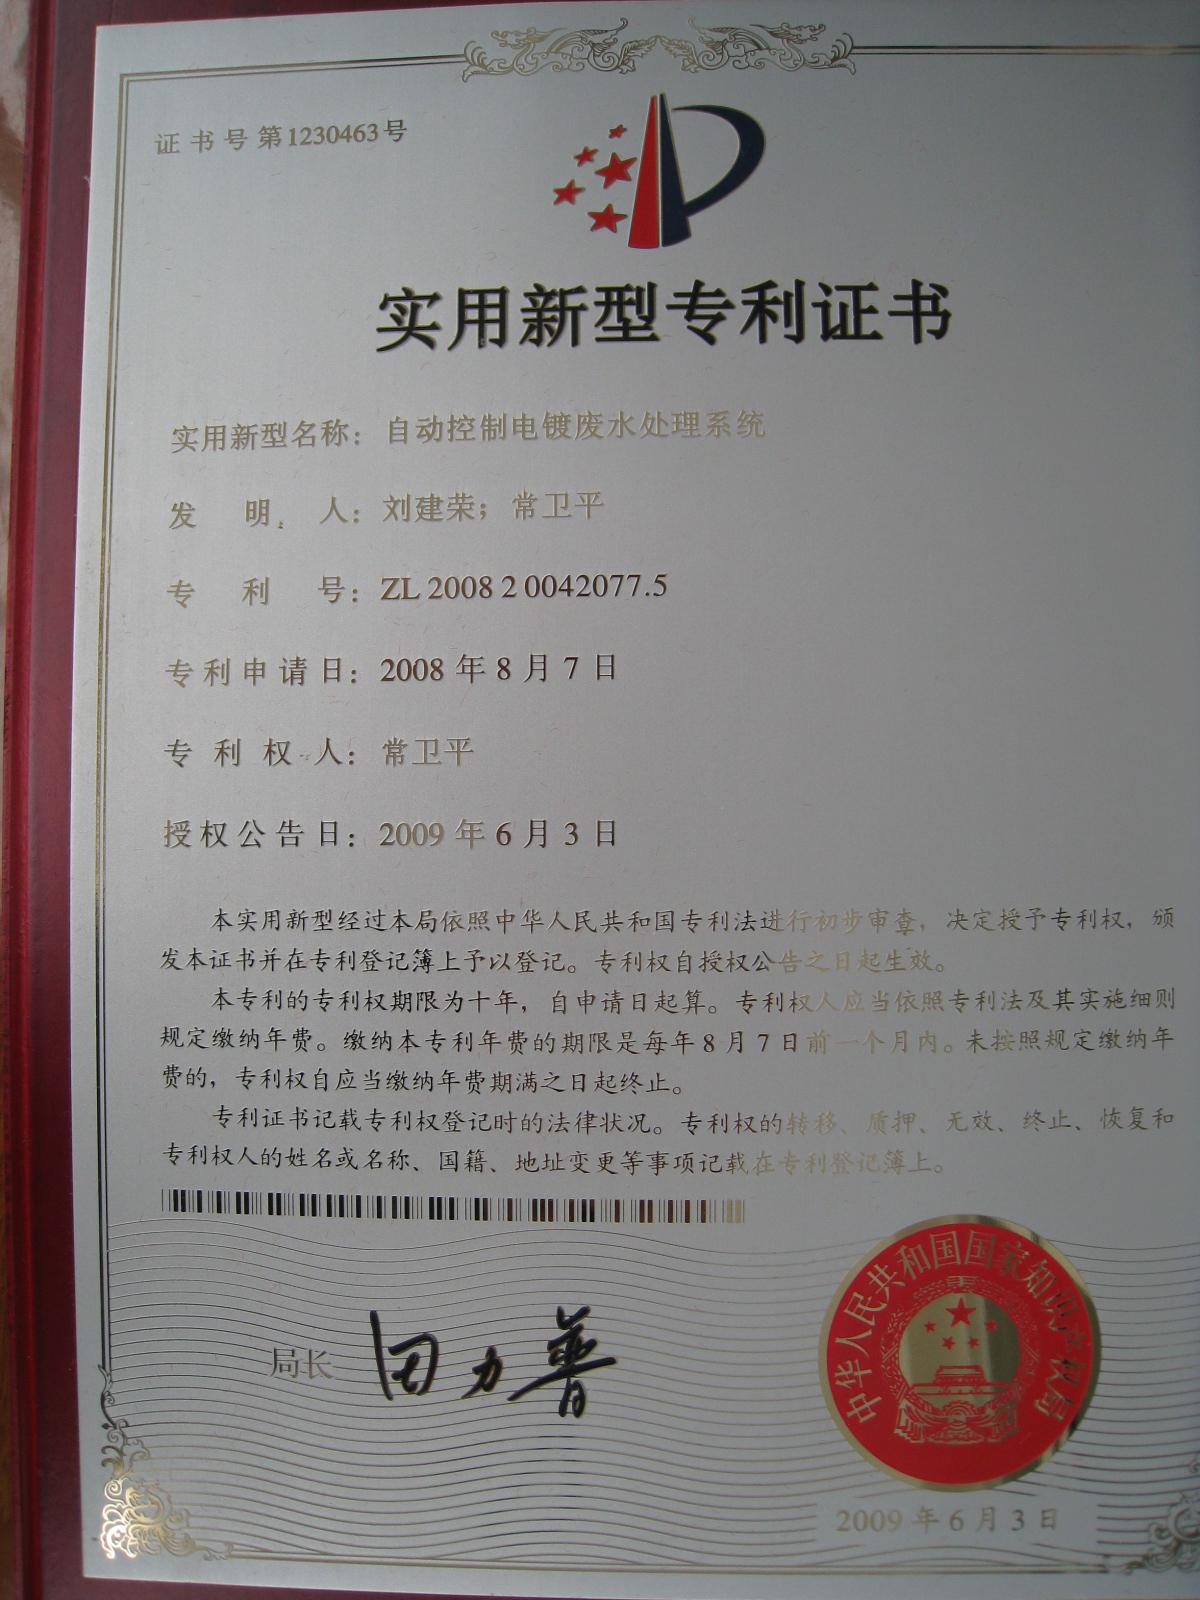 证书号第1230463号
实用新型专利证书
实用新型名称：自动控制电镀废水处理系统
发明人：刘建荣；常卫平
专利号：ZL 2008 2 0042077.5
专利申请日：2008 年 8 月 7 日
专利权人：常卫平
授权公告日：2009 年 6 月 3 日
本实用新型经过本局依照中华人民共和国专利法进行初步审查，决定授予专利权，颁
发本证书并在专利登记簿上予以登记。专利权自授权公告之日起生效。
本专利的专利权期限为十年，自申请日起算。专利权人应当依照专利法及其实施细则
规定缴纳年费。缴纳本专利年费的期限是每年 8 月 7 日前一个月内。未按照规定缴纳年
费的，专利权自应当缴纳年费期满之日起终止。
专利证书记载专利权登记时的法律状况。专利权的转移、质押、无效、终止、恢复和
专利权人的姓名或名称、国籍、地址变更等事项记载在专利登记簿上。
局长 田力普
中华人民共和国国家知识产权局
2009 年 6 月 3 日